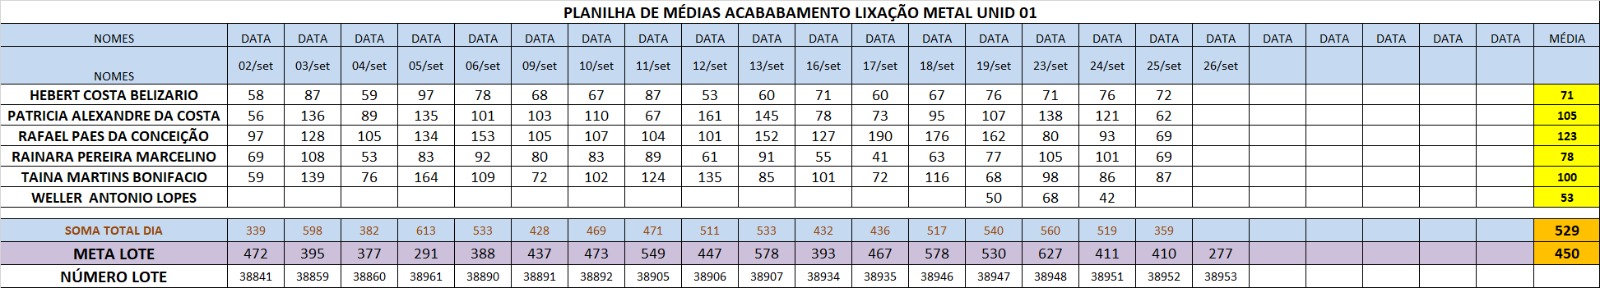 PLANILHA DE MÉDIAS ACABABAMENTO LIXAÇÃO METAL UNID 01
NOMES DATA DATA DATA DATA DATA DATA DATA DATA DATA DATA DATA DATA DATA DATA DATA DATA DATA DATA DATA DATA DATA DATA DATA MÉDIA
NOMES 02/set 03/set 04/set 05/set 06/set 09/set 10/set 11/set 12/set 13/set 16/set 17/set 18/set 19/set 23/set 24/set 25/set 26/set
HEBERT COSTA BELIZARIO 58 87 59 97 78 68 67 87 53 60 71 60 67 76 71 76 72 71
PATRICIA ALEXANDRE DA COSTA 56 136 89 135 101 103 110 67 161 145 78 73 95 107 138 121 62 105
RAFAEL PAES DA CONCEIÇÃO 97 128 105 134 153 105 107 104 101 152 127 190 176 162 80 93 69 123
RAINARA PEREIRA MARCELINO 69 108 53 83 92 80 83 89 61 91 55 41 63 77 105 101 69 78
TAINA MARTINS BONIFACIO 59 139 76 164 109 72 102 124 135 85 101 72 116 68 98 86 87 100
WELLER ANTONIO LOPES 50 68 42 53
SOMA TOTAL DIA 339 598 382 613 533 428 469 471 511 533 432 436 517 540 560 519 359 529
META LOTE 472 395 377 291 388 437 473 549 447 578 393 467 578 530 627 411 410 277 450
NÚMERO LOTE 38841 38859 38860 38961 38890 38891 38892 38905 38906 38907 38934 38935 38946 38947 38948 38951 38952 38953